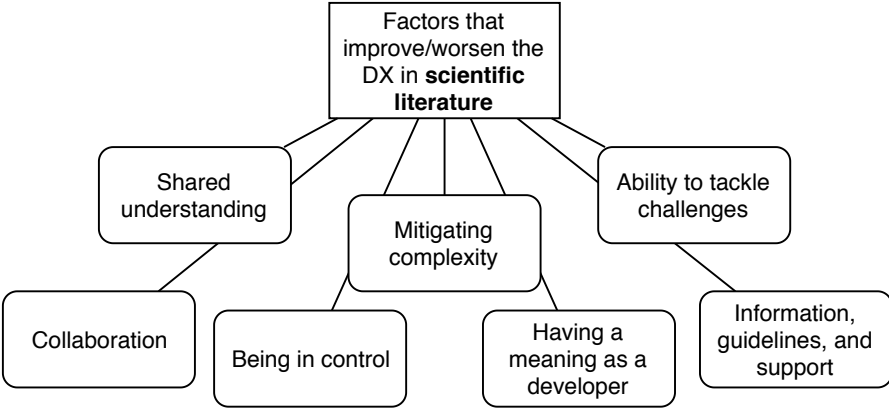 Factors that
improve/worsen the
DX in scientific
literature
Shared
understanding
Ability to tackle
challenges
Mitigating
complexity
Collaboration
Being in control
Having a
meaning as a
developer
Information,
guidelines, and
support